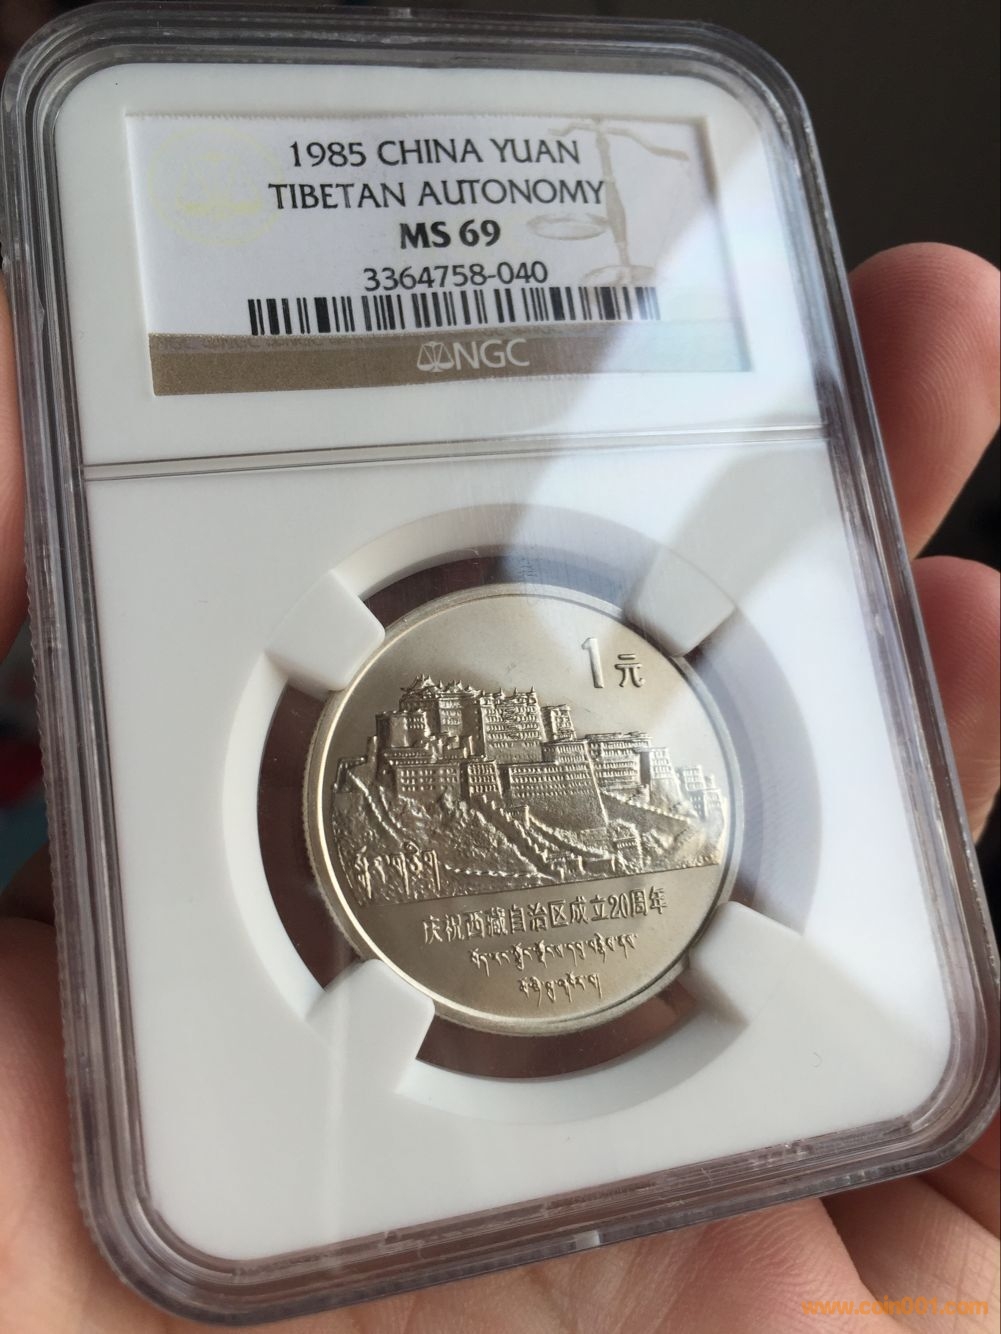 1985 CHINA YUAN
TIBETAN AUTONOMY
MS 69
3364758-040
NGC
1元
庆祝西藏自治区成立20周年
www.coin001.com